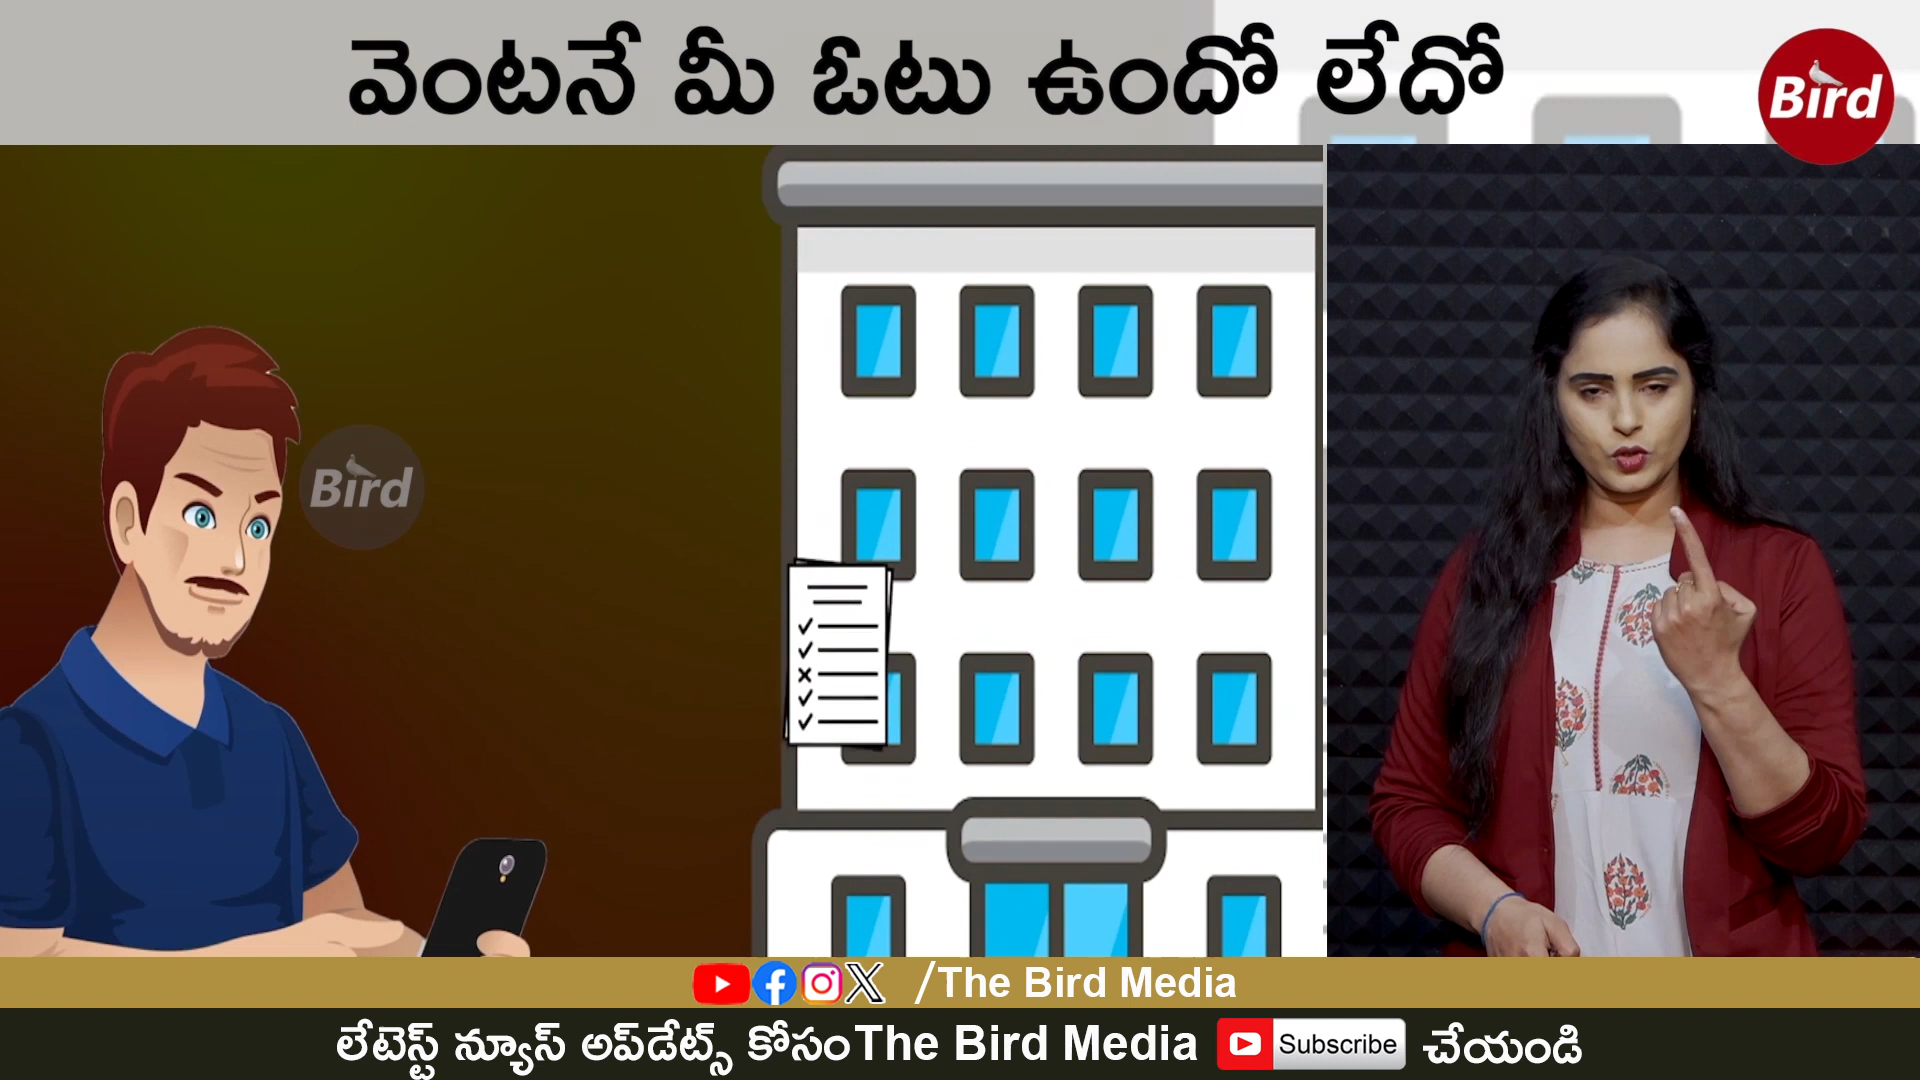 వెంటనే మీ ఓటు ఉందో లేదో
Bird
Bird
/The Bird Media
లేటెస్ట్ న్యూస్ అప్‌డేట్స్ కోసం The Bird Media Subscribe చేయండి